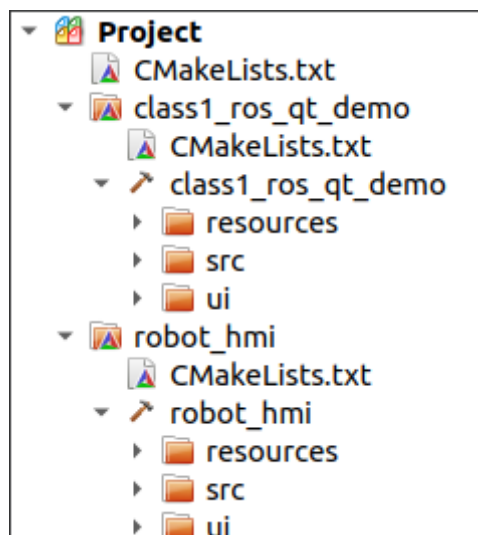 Project
CMakeLists.txt
class1_ros_qt_demo
CMakeLists.txt
class1_ros_qt_demo
resources
src
ui
robot_hmi
CMakeLists.txt
robot_hmi
resources
src
ui